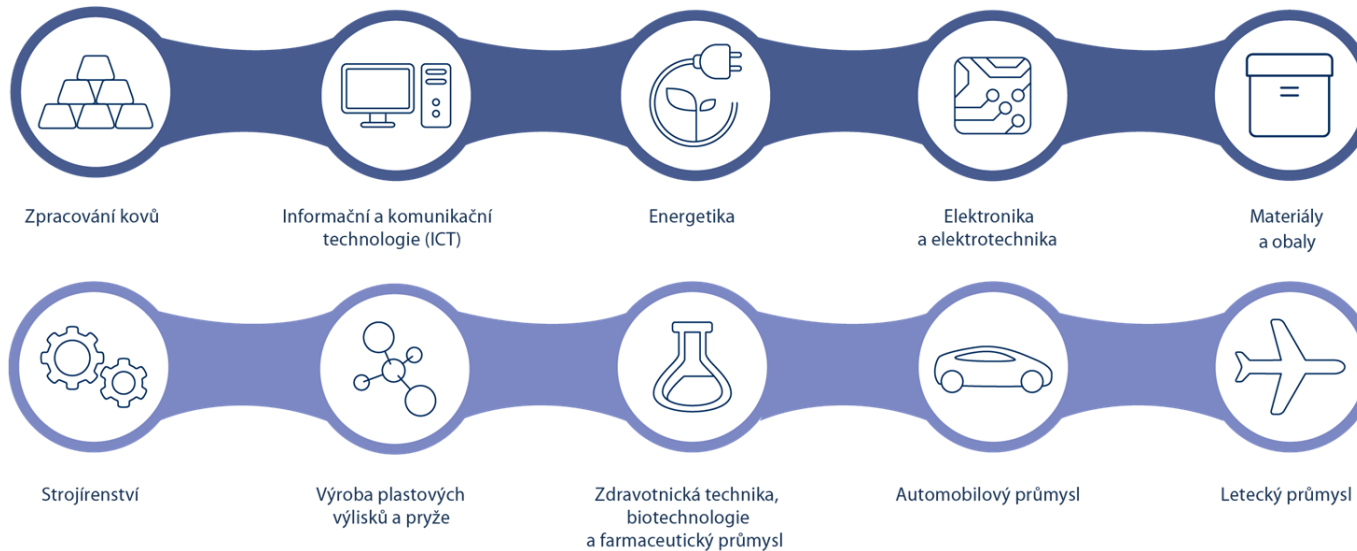 Zpracování kovů
Informační a komunikační
technologie (ICT)
Energetika
Elektronika
a elektrotechnika
Materiály
a obaly
Strojírenství
Výroba plastových
výlisků a pryže
Zdravotnická technika,
biotechnologie
a farmaceutický průmysl
Automobilový průmysl
Letecký průmysl